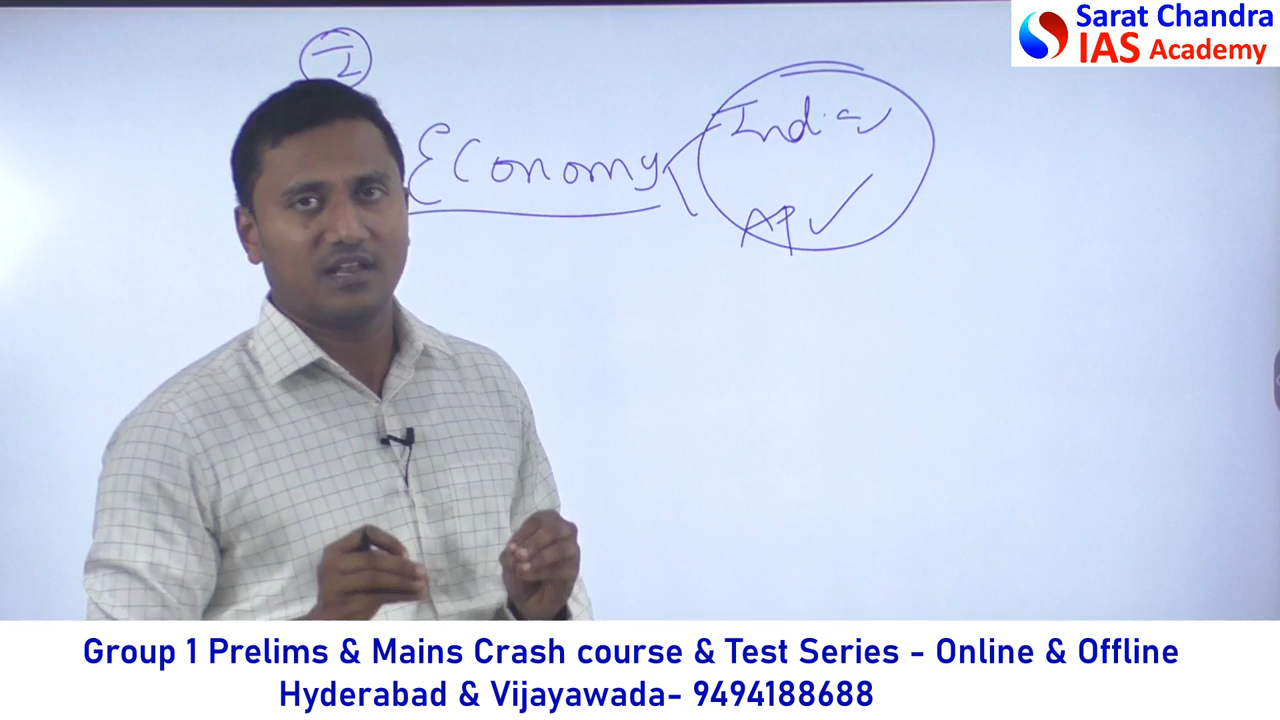 Sarat Chandra
IAS Academy
Economy
India
AP
Group 1 Prelims & Mains Crash course & Test Series - Online & Offline
Hyderabad & Vijayawada- 9494188688